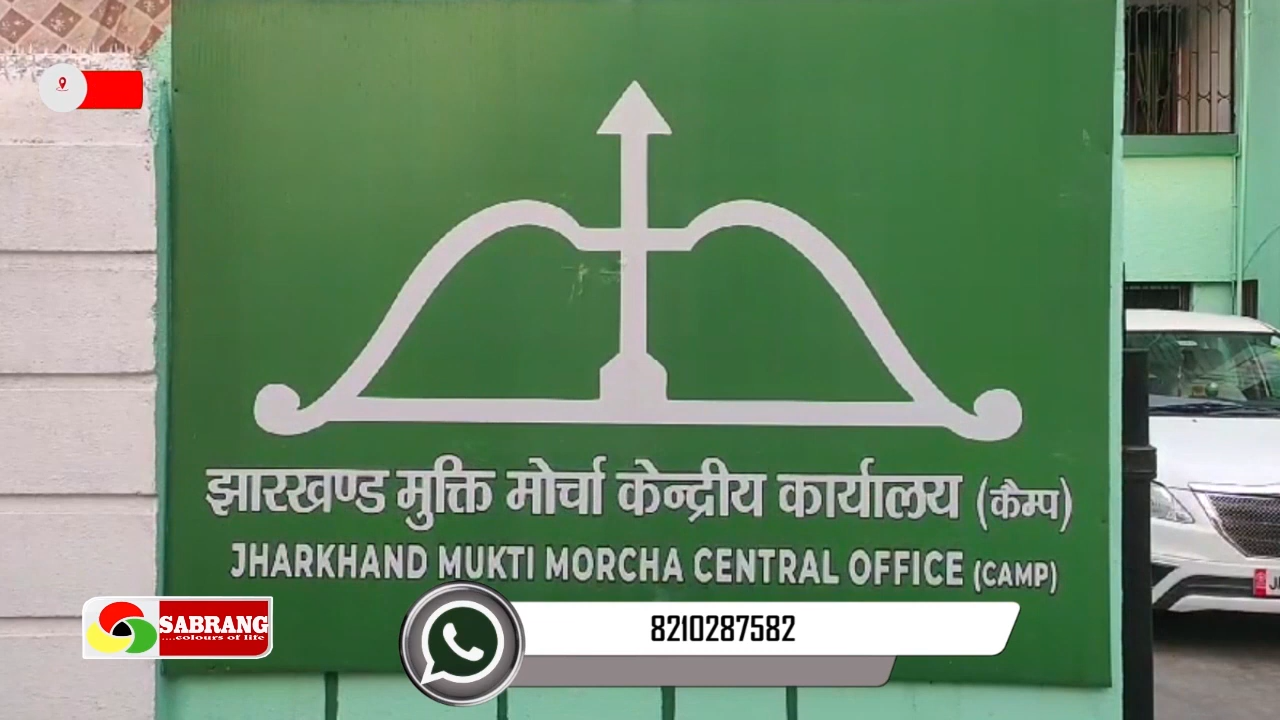 झारखण्ड मुक्ति मोर्चा केन्द्रीय कार्यालय (कैम्प)
JHARKHAND MUKTI MORCHA CENTRAL OFFICE (CAMP)
SABRANG
....colours of life
8210287582